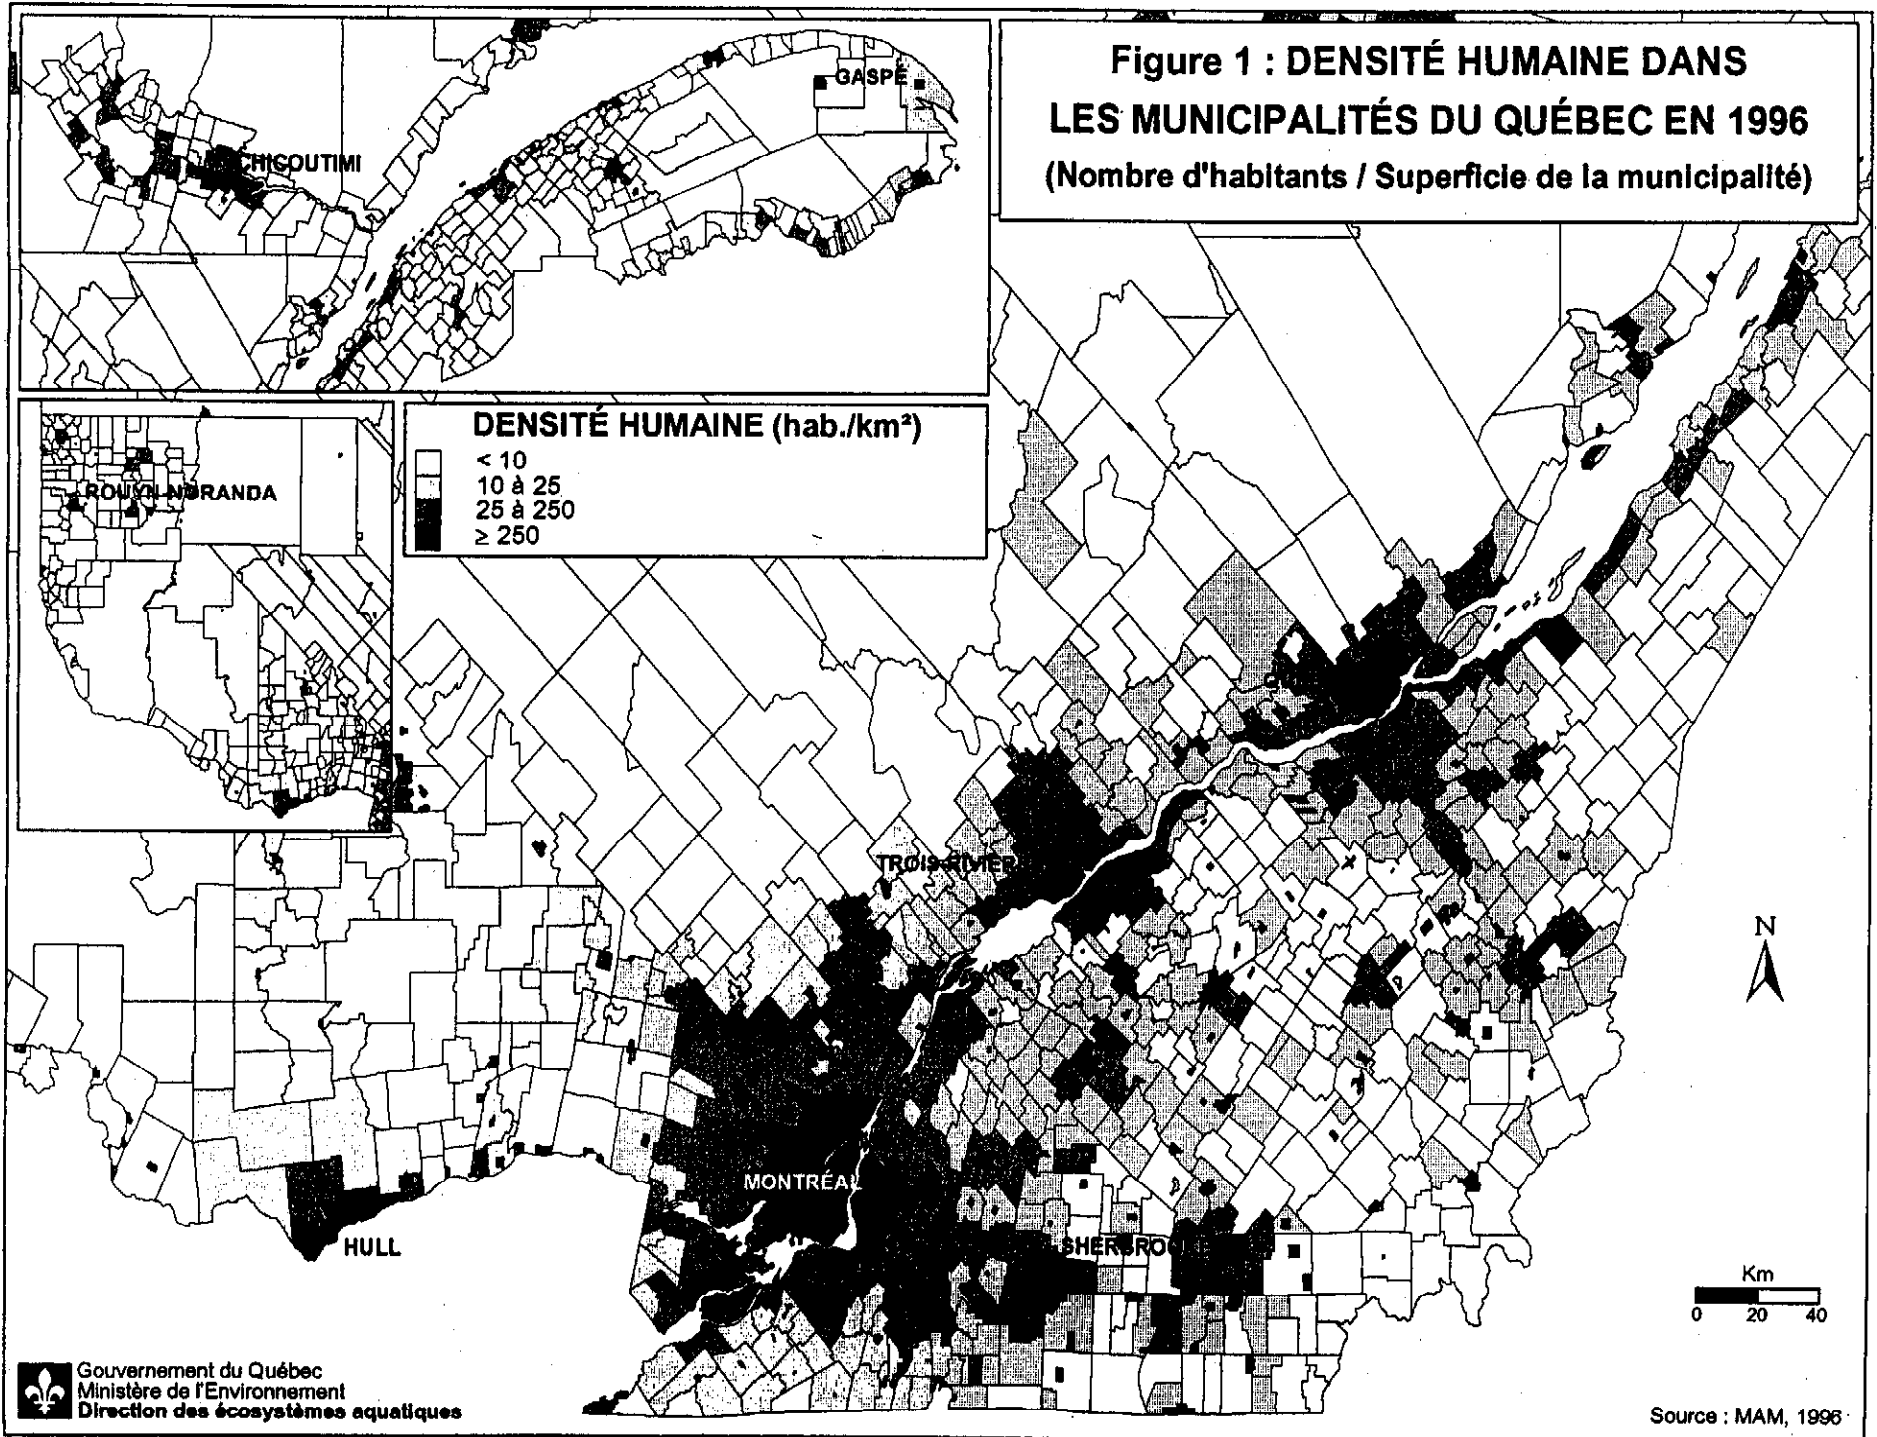 Figure 1 : DENSITÉ HUMAINE DANS
LES MUNICIPALITÉS DU QUÉBEC EN 1996
(Nombre d'habitants / Superficie de la municipalité)
GASPÉ
CHICOUTIMI
DENSITÉ HUMAINE (hab./km²)
< 10
10 à 25
25 à 250
≥ 250
ROUYN-NORANDA
TROIS-RIVIÈR
N
MONTRÉAL
HULL
SHERBROO
Km
0 20 40
Gouvernement du Québec
Ministère de l'Environnement
Direction des écosystèmes aquatiques
Source : MAM, 1996